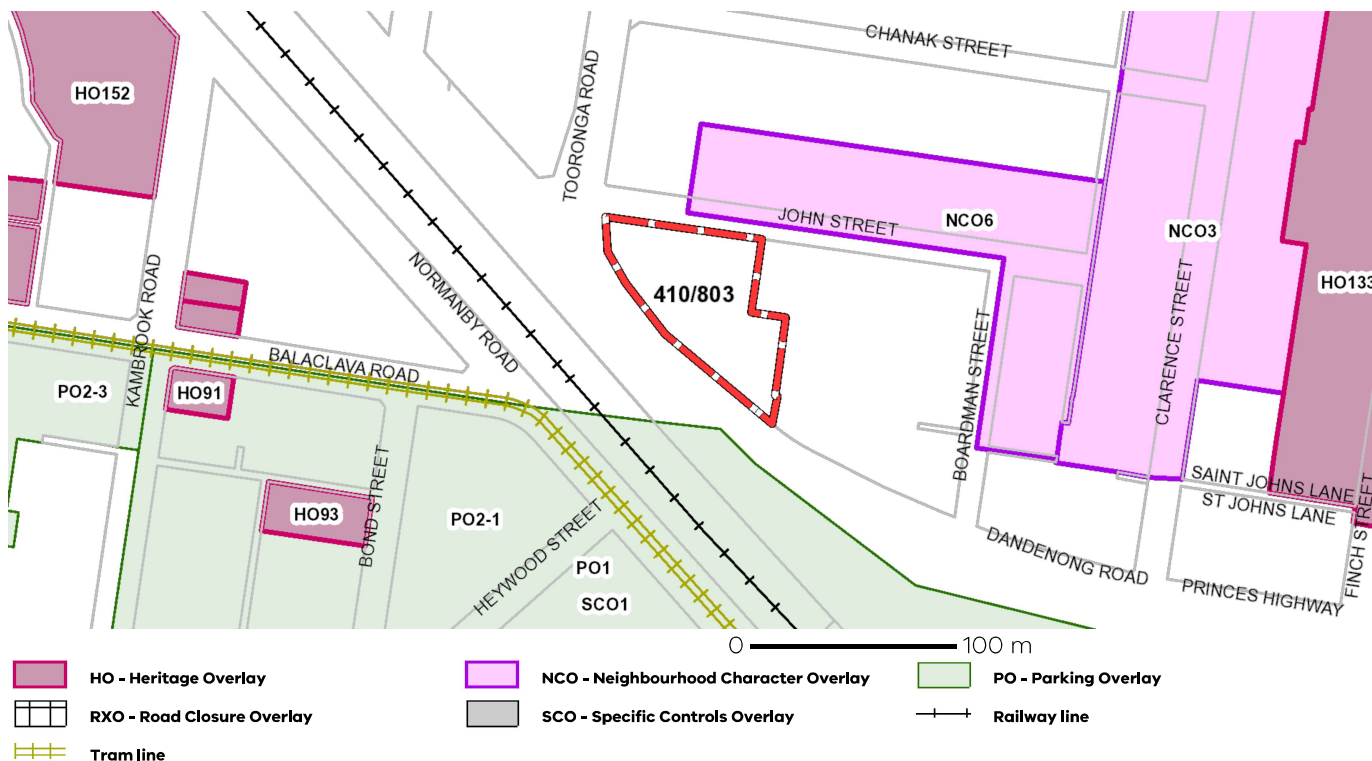 CHANAK STREET
HO152
TOORONGA ROAD
JOHN STREET
NCO6
NCO3
HO133
410/803
NORMANBY ROAD
KAMBROOK ROAD
BALACLAVA ROAD
PO2-3
HO91
BOARDMAN STREET
CLARENCE STREET
SAINT JOHNS LANE
ST JOHNS LANE
FINCH STREET
HO93
BOND STREET
PO2-1
HEYWOOD STREET
PO1
SCO1
DANDENONG ROAD
PRINCES HIGHWAY
0 100 m
HO - Heritage Overlay
NCO - Neighbourhood Character Overlay
PO - Parking Overlay
RXO - Road Closure Overlay
SCO - Specific Controls Overlay
Railway line
Tram line